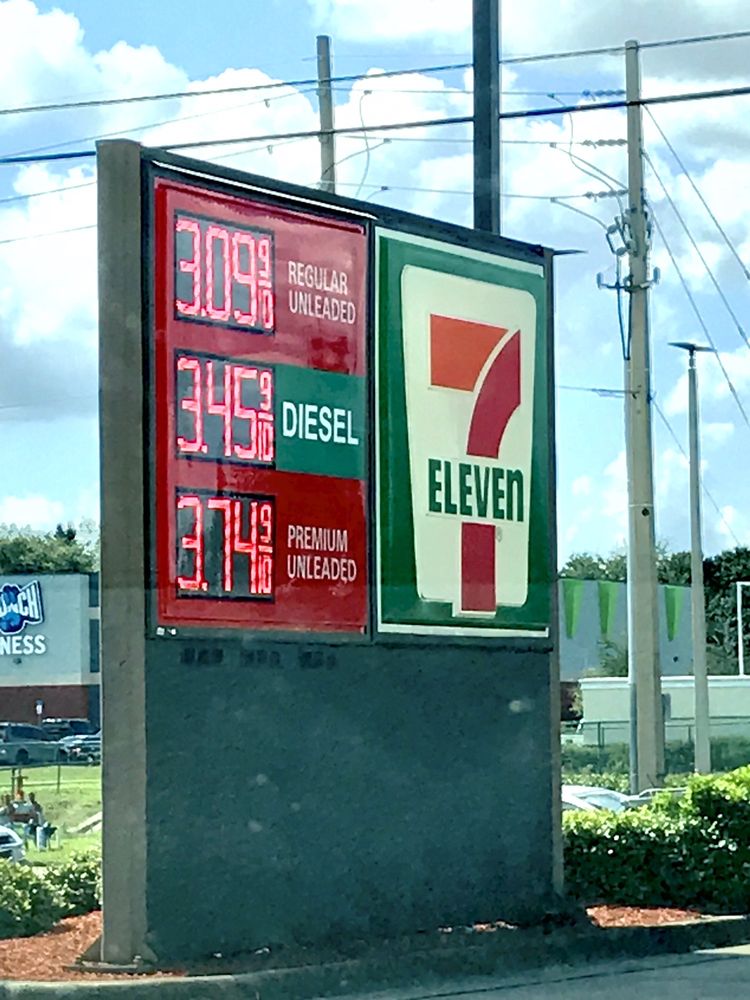 3.09 9/10
REGULAR
UNLEADED
3.45 9/10
DIESEL
3.74 9/10
PREMIUM
UNLEADED
7
ELEVEn
®
NESS